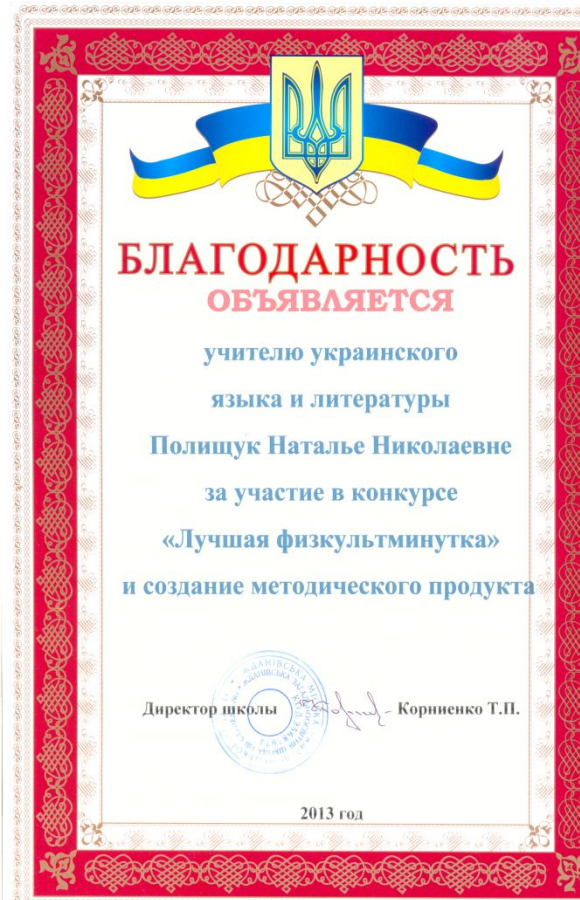 БЛАГОДАРНОСТЬ
ОБЪЯВЛЯЕТСЯ
учителю украинского
языка и литературы
Полищук Наталье Николаевне
за участие в конкурсе
«Лучшая физкультминутка»
и создание методического продукта
Директор школы Корниенко Т.П.
2013 год